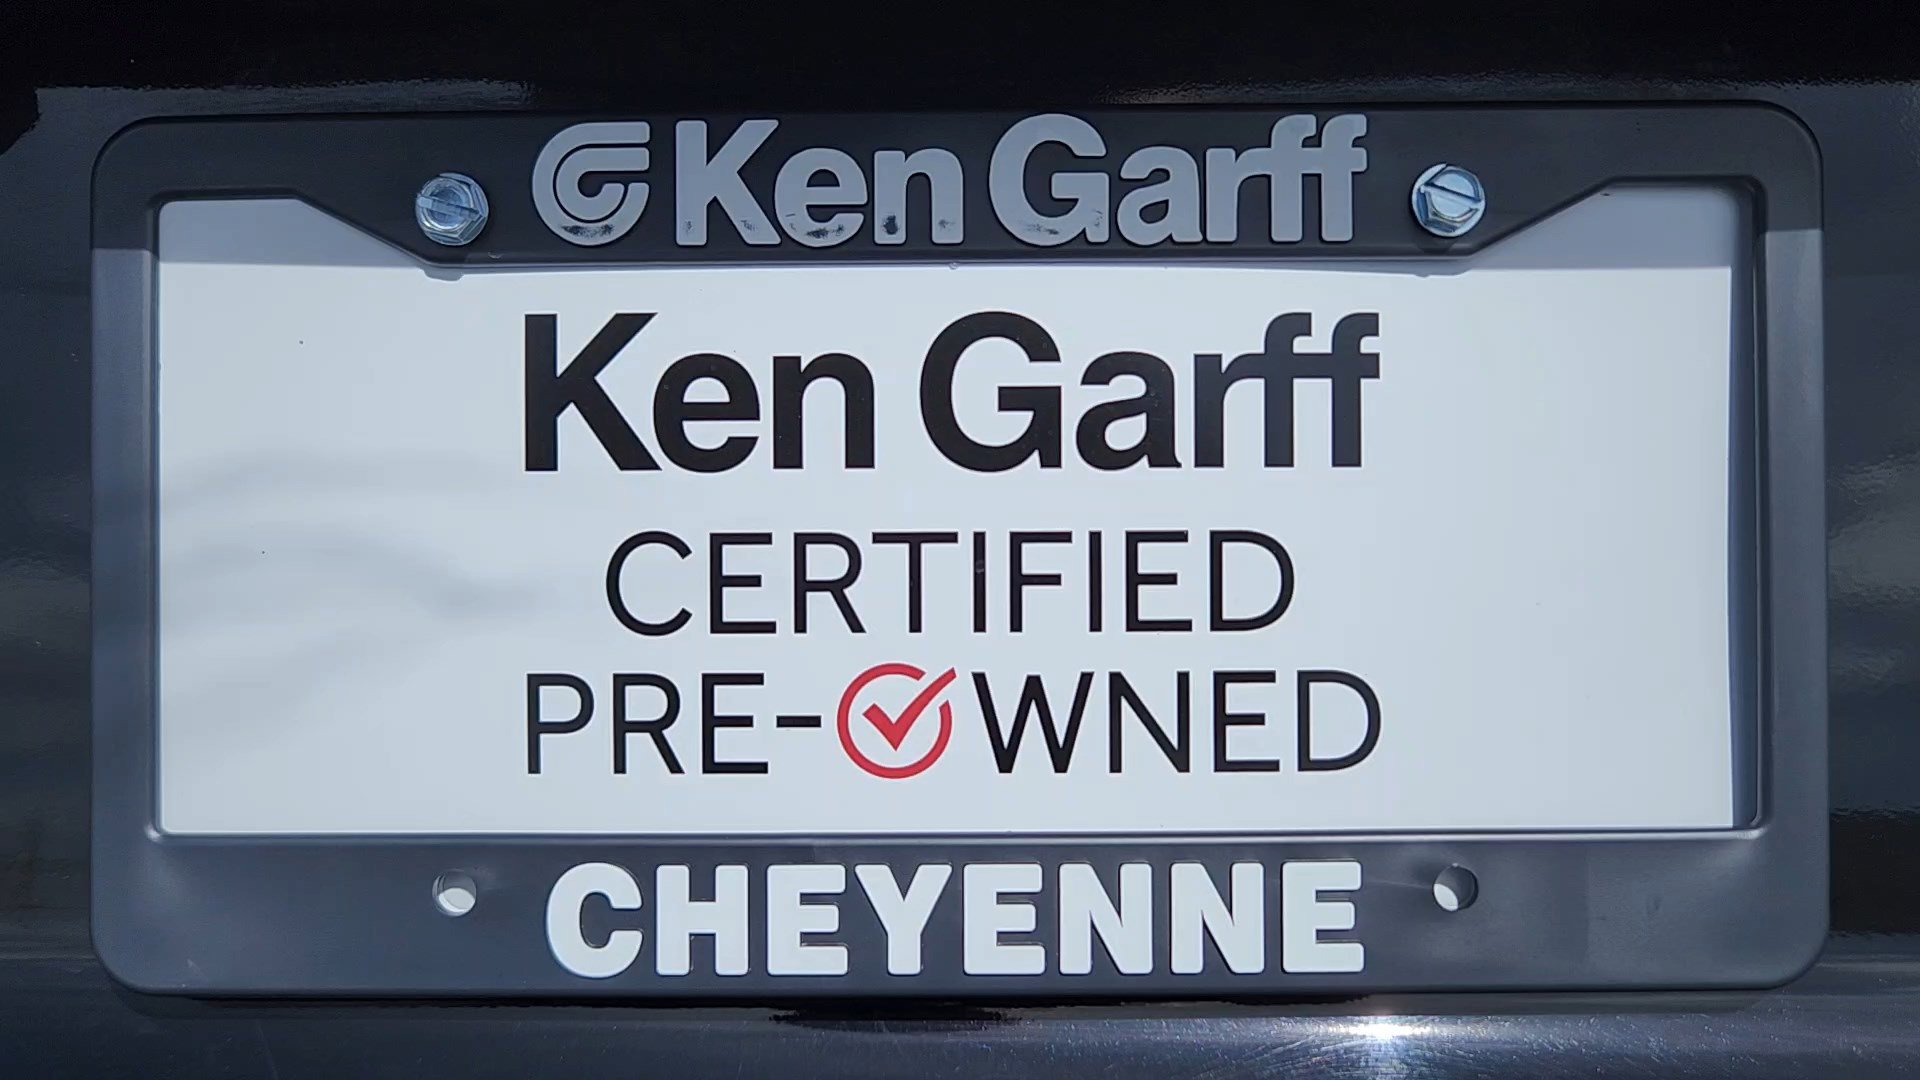 Ken Garff
Ken Garff
CERTIFIED
PRE-OWNED
CHEYENNE